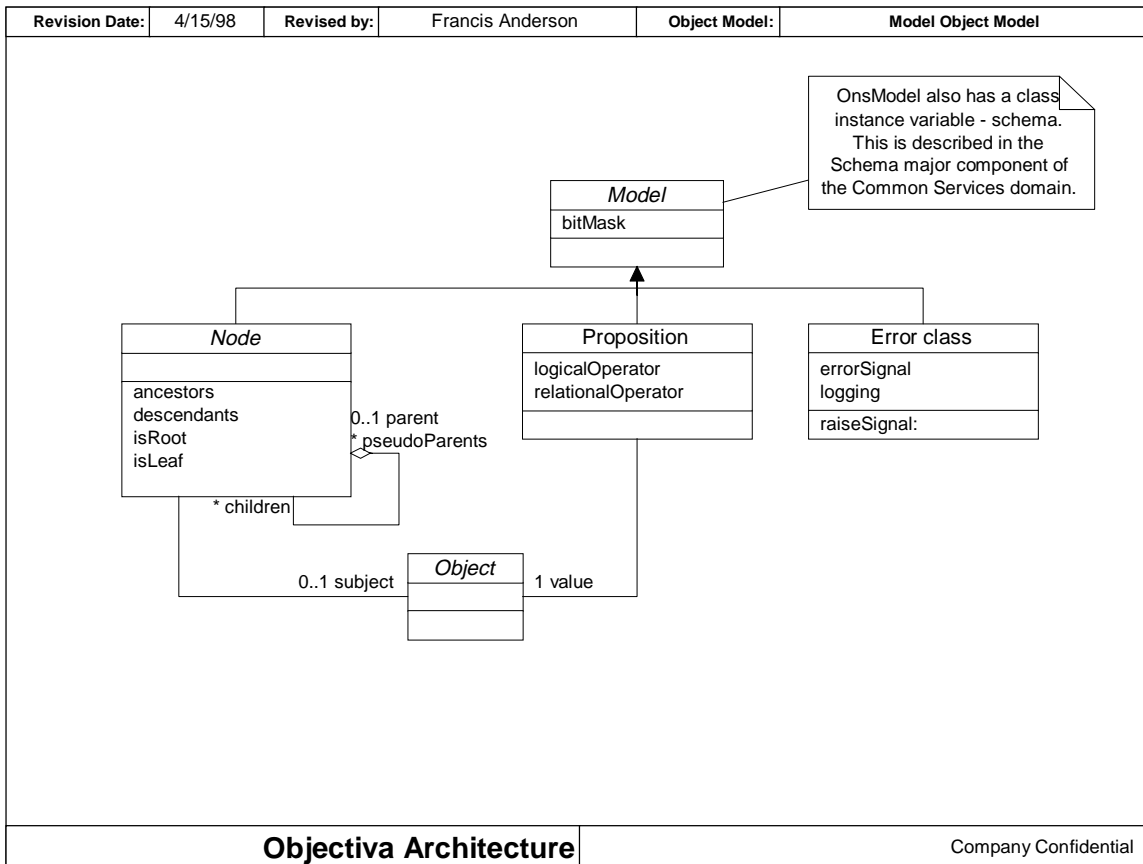 Revision Date: 4/15/98 Revised by: Francis Anderson Object Model: Model Object Model
OnsModel also has a class
instance variable - schema.
This is described in the
Schema major component of
the Common Services domain.
Model
bitMask
Node
ancestors
descendants
isRoot
isLeaf
0..1 parent
* pseudoParents
* children
Proposition
logicalOperator
relationalOperator
Error class
errorSignal
logging
raiseSignal:
0..1 subject
Object
1 value
Objectiva Architecture
Company Confidential